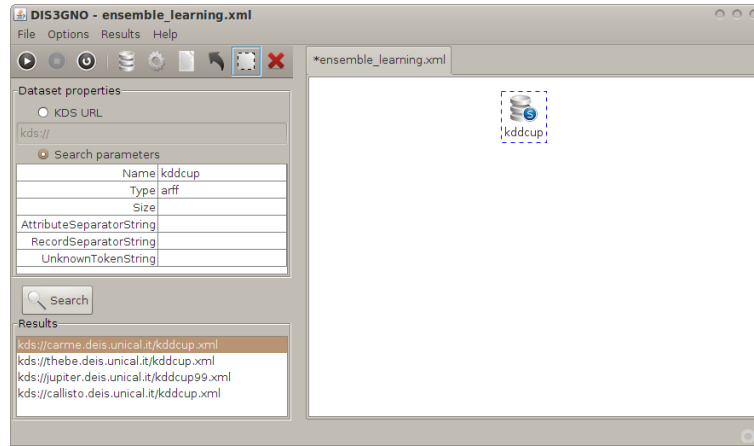 DIS3GNO - ensemble_learning.xml
File Options Results Help
*ensemble_learning.xml
Dataset properties
KDS URL
kds://
Search parameters
Name kddcup
Type arff
Size
AttributeSeparatorString
RecordSeparatorString
UnknownTokenString
Search
Results
kds://carme.deis.unical.it/kddcup.xml
kds://thebe.deis.unical.it/kddcup.xml
kds://jupiter.deis.unical.it/kddcup99.xml
kds://callisto.deis.unical.it/kddcup.xml
S
kddcup